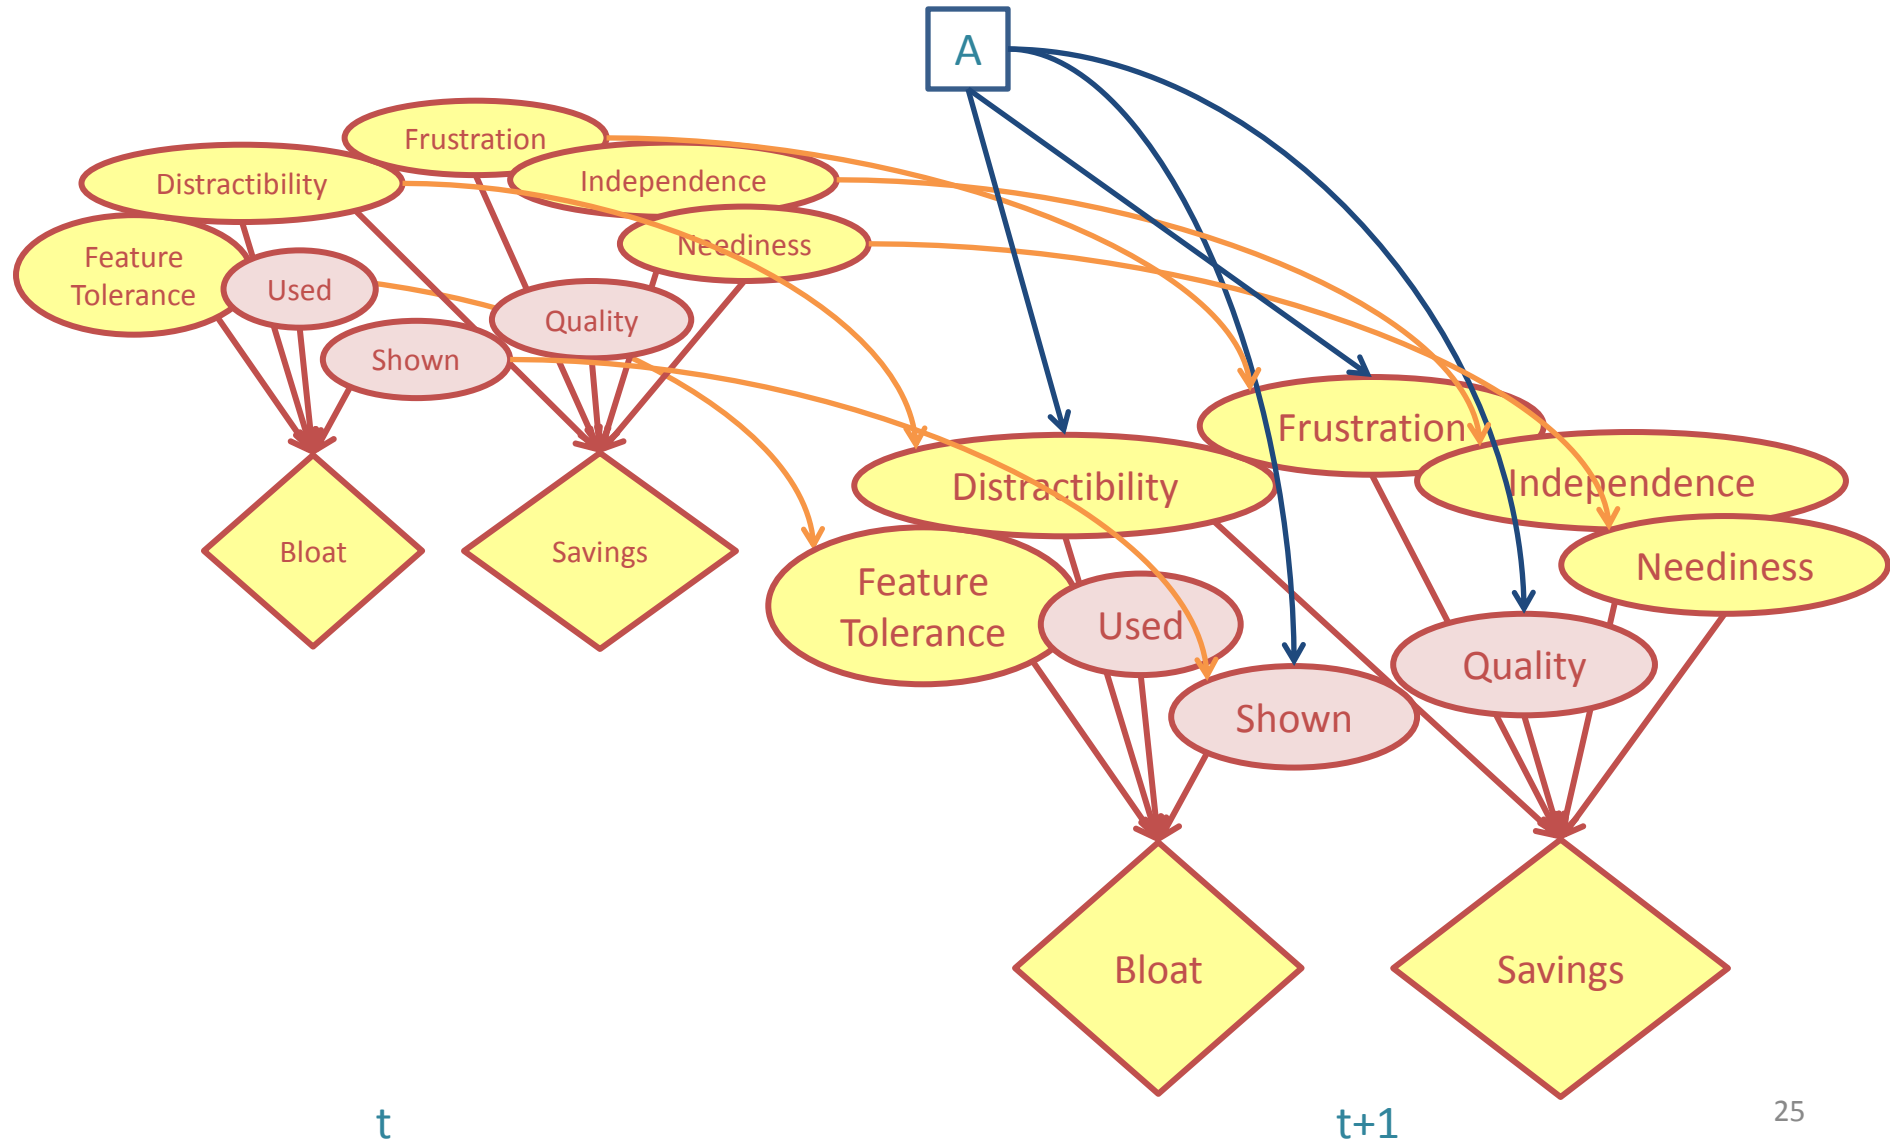 A
Frustration
Distractibility
Independence
Neediness
Feature
Tolerance
Used
Quality
Shown
Bloat
Savings
Frustration
Distractibility
Independence
Neediness
Feature
Tolerance
Used
Quality
Shown
Bloat
Savings
t
t+1
25